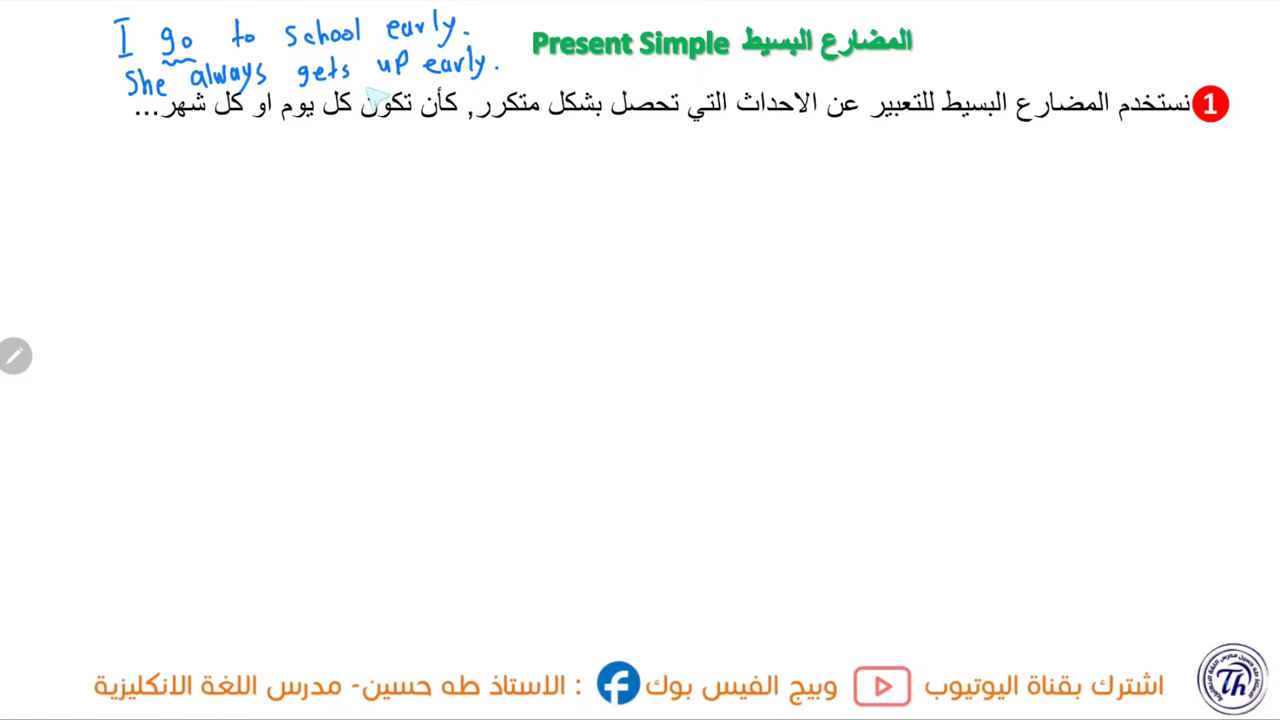 I go to school early.
المضارع البسيط Present Simple
She always gets up early.
1 نستخدم المضارع البسيط للتعبير عن الاحداث التي تحصل بشكل متكرر, كأن تكون كل يوم او كل شهر...
اشترك بقناة اليوتيوب وبيج الفيس بوك : الاستاذ طه حسين- مدرس اللغة الانكليزية
Th